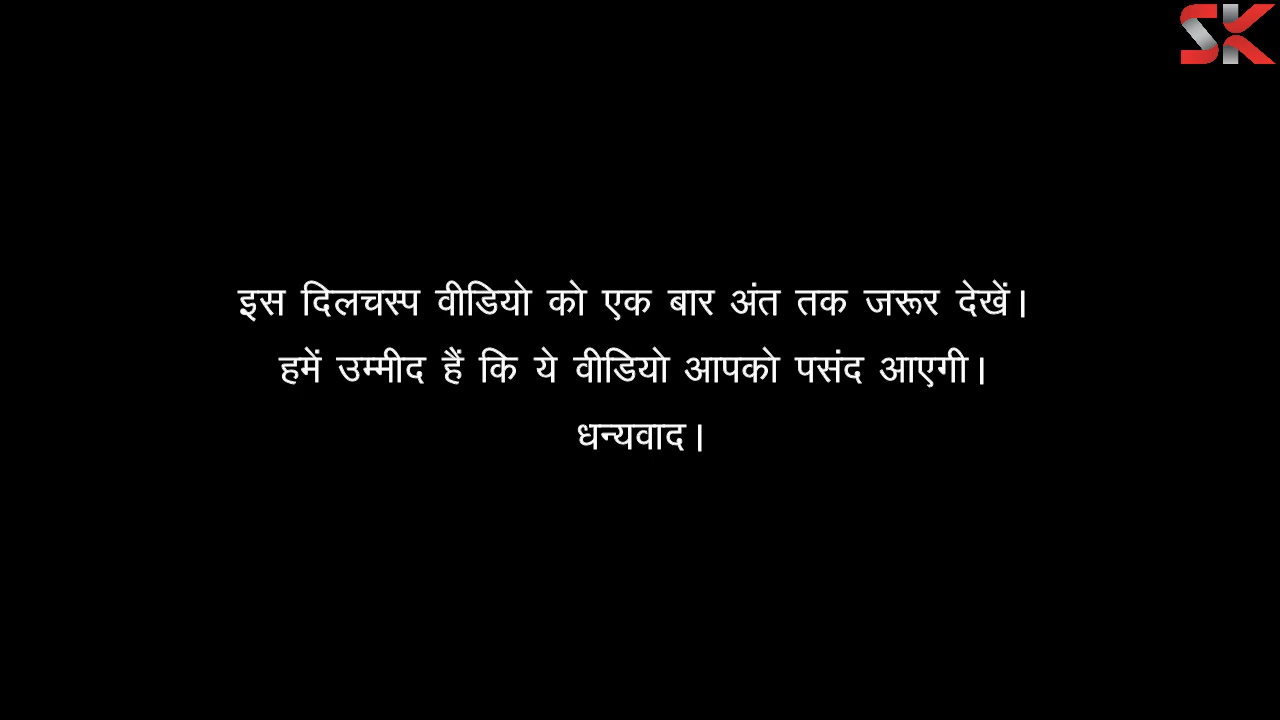 SK
इस दिलचस्प वीडियो को एक बार अंत तक जरूर देखें।
हमें उम्मीद हैं कि ये वीडियो आपको पसंद आएगी।
धन्यवाद।